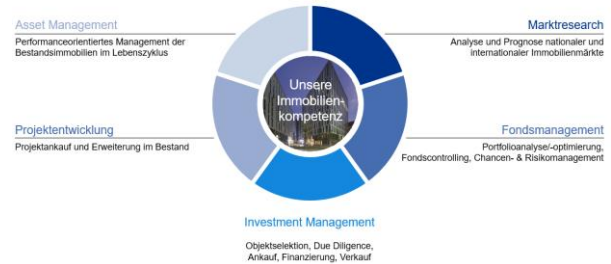 Asset Management
Performanceorientiertes Management der
Bestandsimmobilien im Lebenszyklus
Marktresearch
Analyse und Prognose nationaler und
internationaler Immobilienmärkte
Unsere
Immobilien-
kompetenz
Projektentwicklung
Projektankauf und Erweiterung im Bestand
Fondsmanagement
Portfolioanalyse/-optimierung,
Fondscontrolling, Chancen- & Risikomanagement
Investment Management
Objektselektion, Due Diligence,
Ankauf, Finanzierung, Verkauf